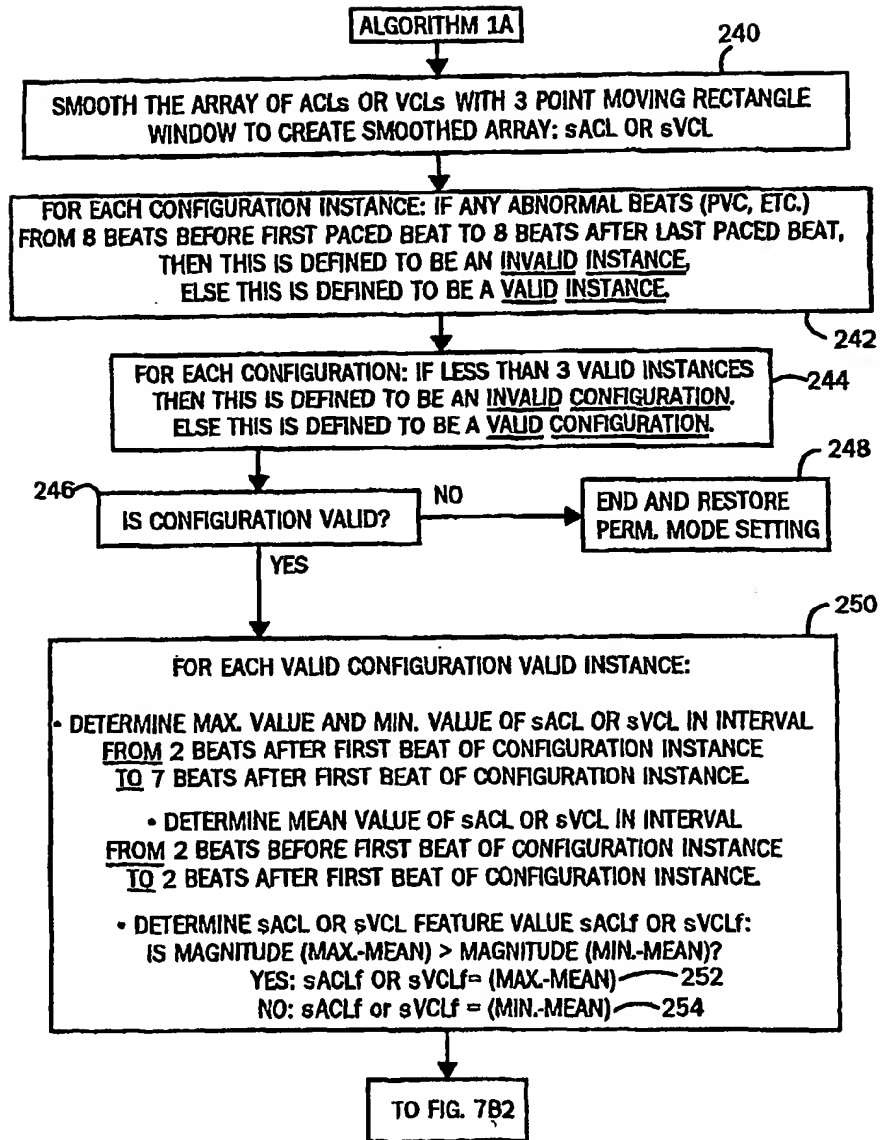 ALGORITHM 1A
240
SMOOTH THE ARRAY OF ACLs OR VCLs WITH 3 POINT MOVING RECTANGLE
WINDOW TO CREATE SMOOTHED ARRAY: sACL OR sVCL
FOR EACH CONFIGURATION INSTANCE: IF ANY ABNORMAL BEATS (PVC, ETC.)
FROM 8 BEATS BEFORE FIRST PACED BEAT TO 8 BEATS AFTER LAST PACED BEAT,
THEN THIS IS DEFINED TO BE AN INVALID INSTANCE,
ELSE THIS IS DEFINED TO BE A VALID INSTANCE.
242
FOR EACH CONFIGURATION: IF LESS THAN 3 VALID INSTANCES
THEN THIS IS DEFINED TO BE AN INVALID CONFIGURATION.
ELSE THIS IS DEFINED TO BE A VALID CONFIGURATION.
244
246
IS CONFIGURATION VALID?
NO
248
END AND RESTORE
PERM. MODE SETTING
YES
250
FOR EACH VALID CONFIGURATION VALID INSTANCE:
• DETERMINE MAX. VALUE AND MIN. VALUE OF sACL OR sVCL IN INTERVAL
FROM 2 BEATS AFTER FIRST BEAT OF CONFIGURATION INSTANCE
TO 7 BEATS AFTER FIRST BEAT OF CONFIGURATION INSTANCE.
• DETERMINE MEAN VALUE OF sACL OR sVCL IN INTERVAL
FROM 2 BEATS BEFORE FIRST BEAT OF CONFIGURATION INSTANCE
TO 2 BEATS AFTER FIRST BEAT OF CONFIGURATION INSTANCE.
• DETERMINE sACL OR sVCL FEATURE VALUE sACLf OR sVCLf:
IS MAGNITUDE (MAX.-MEAN) > MAGNITUDE (MIN.-MEAN)?
YES: sACLf OR sVCLf= (MAX.-MEAN) 252
NO: sACLf or sVCLf = (MIN.-MEAN) 254
TO FIG. 7B2